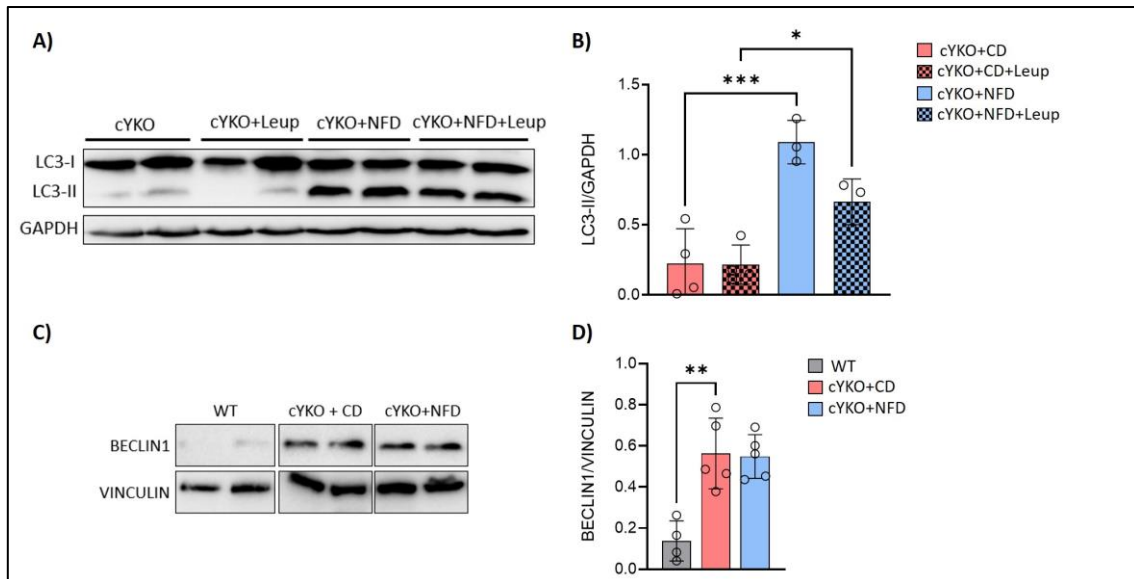 A)
cYKO cYKO+Leup cYKO+NFD cYKO+NFD+Leup
LC3-I
LC3-II
GAPDH
B)
* 
***
cYKO+CD
cYKO+CD+Leup
cYKO+NFD
cYKO+NFD+Leup
LC3-II/GAPDH
1.5
1.0
0.5
0.0
C)
WT cYKO + CD cYKO+NFD
BECLIN1
VINCULIN
D)
**
WT
cYKO+CD
cYKO+NFD
BECLIN1/VINCULIN
1.0
0.8
0.6
0.4
0.2
0.0